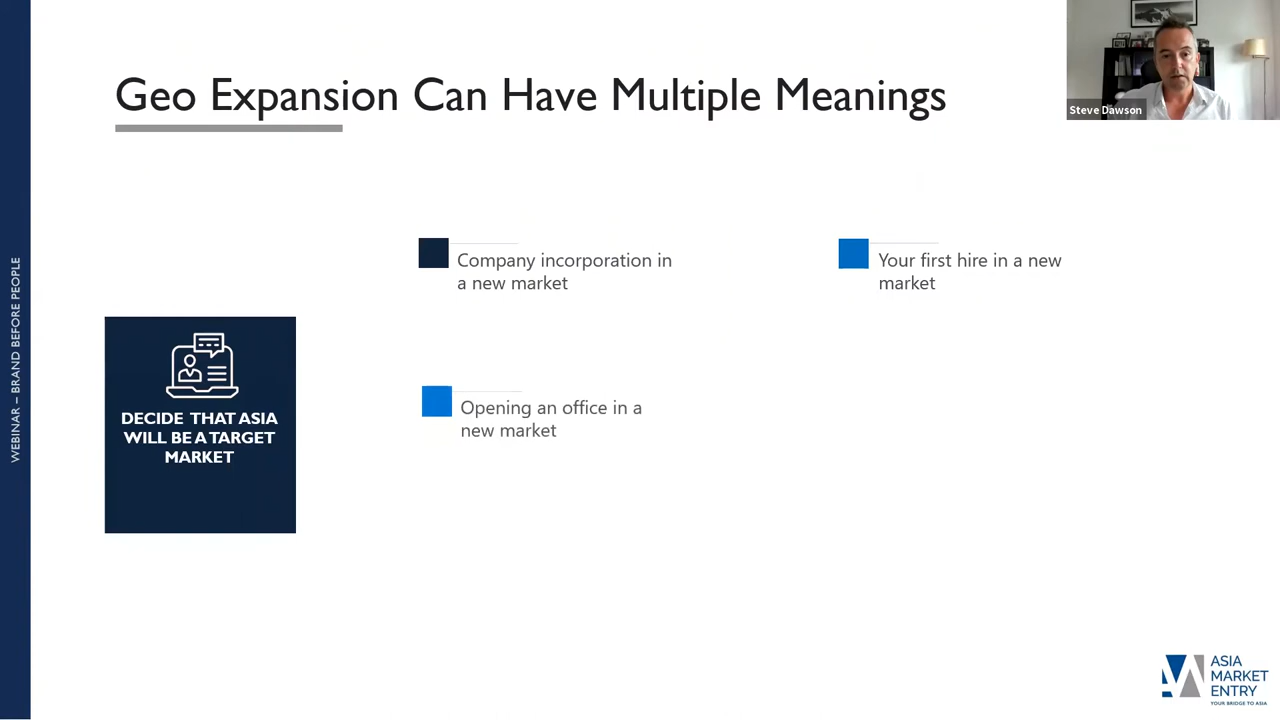 Geo Expansion Can Have Multiple Meanings
Steve Dawson
WEBINAR – BRAND BEFORE PEOPLE
Company incorporation in
a new market
Your first hire in a new
market
DECIDE THAT ASIA
WILL BE A TARGET
MARKET
Opening an office in a
new market
ASIA
MARKET
ENTRY
YOUR BRIDGE TO ASIA